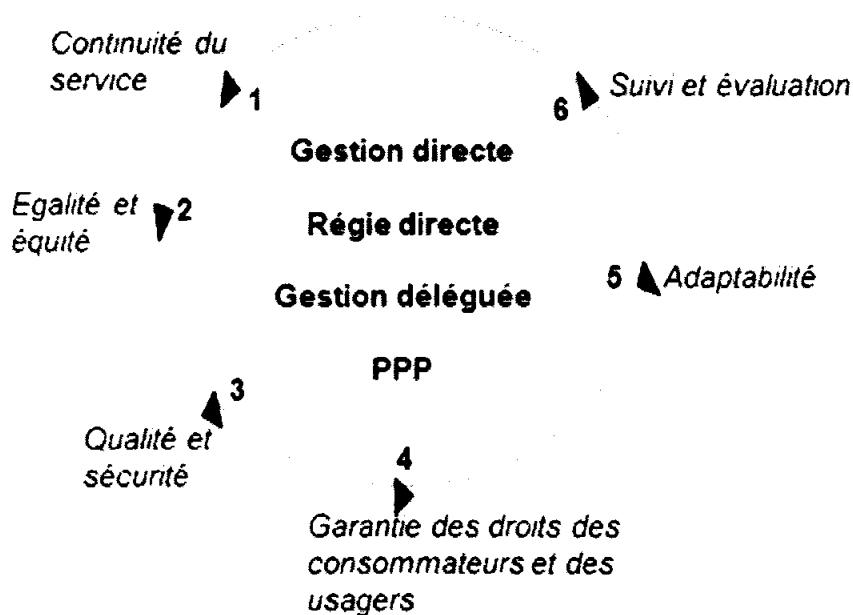 Continuité du
service
1
6
Suivi et évaluation
Gestion directe
Egalité et
équité
2
Régie directe
5
Adaptabilité
Gestion déléguée
PPP
3
Qualité et
sécurité
4
Garantie des droits des
consommateurs et des
usagers